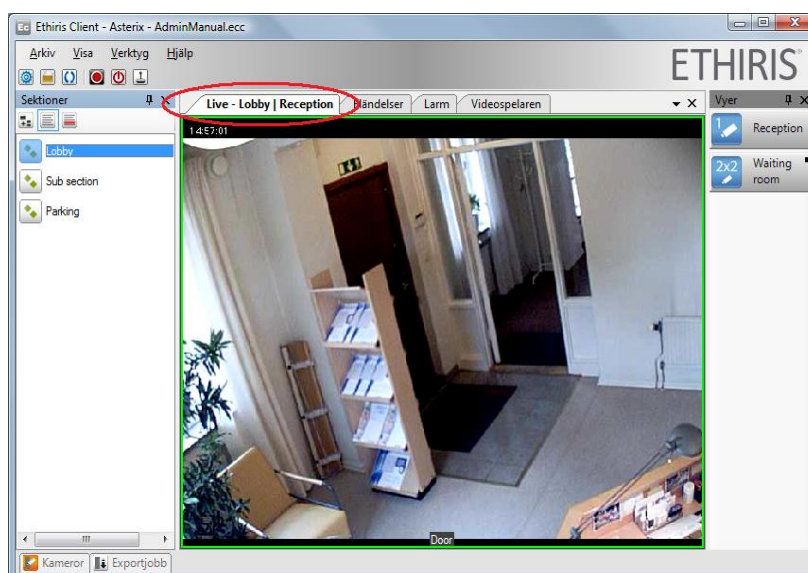 Ethiris Client - Asterix - AdminManual.ecc
Arkiv Visa Verktyg Hjälp
ETHIRIS
Sektioner
Live - Lobby | Reception
Händelser
Larm
Videospelaren
Vyer
14:57:01
Lobby
Sub section
Parking
1
Reception
2x2
Waiting
room
Door
Kameror
Exportjobb